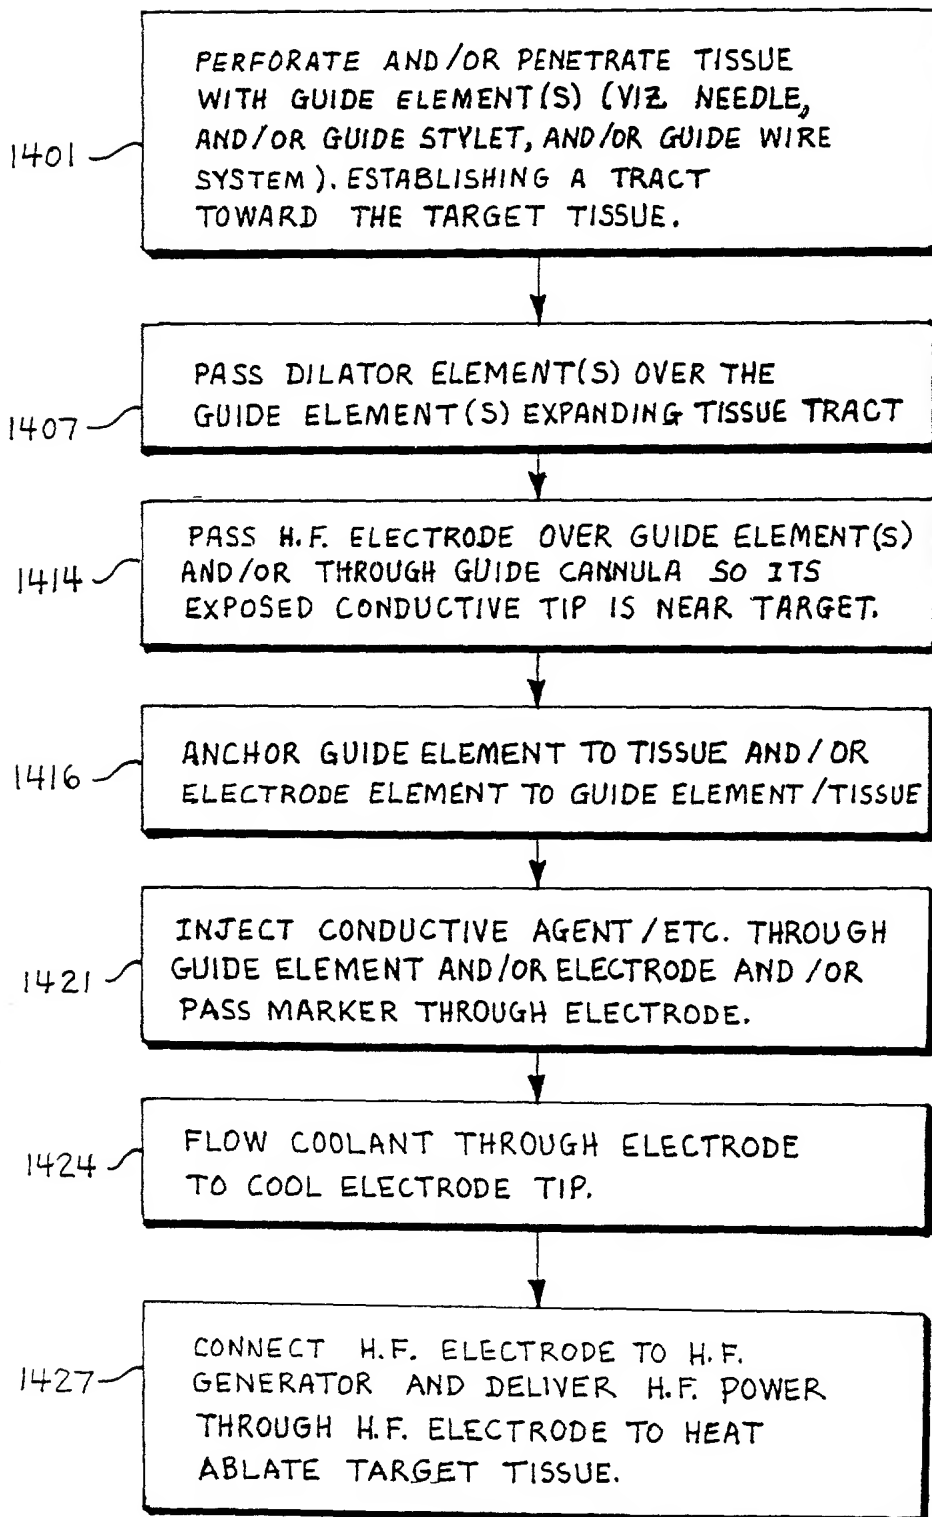 PERFORATE AND/OR PENETRATE TISSUE
WITH GUIDE ELEMENT(S) (VIZ. NEEDLE,
AND/OR GUIDE STYLET, AND/OR GUIDE WIRE
SYSTEM). ESTABLISHING A TRACT
TOWARD THE TARGET TISSUE.
1401
PASS DILATOR ELEMENT(S) OVER THE
GUIDE ELEMENT(S) EXPANDING TISSUE TRACT
1407
PASS H.F. ELECTRODE OVER GUIDE ELEMENT(S)
AND/OR THROUGH GUIDE CANNULA SO ITS
EXPOSED CONDUCTIVE TIP IS NEAR TARGET.
1414
ANCHOR GUIDE ELEMENT TO TISSUE AND/OR
ELECTRODE ELEMENT TO GUIDE ELEMENT/TISSUE
1416
INJECT CONDUCTIVE AGENT/ETC. THROUGH
GUIDE ELEMENT AND/OR ELECTRODE AND/OR
PASS MARKER THROUGH ELECTRODE.
1421
FLOW COOLANT THROUGH ELECTRODE
TO COOL ELECTRODE TIP.
1424
CONNECT H.F. ELECTRODE TO H.F.
GENERATOR AND DELIVER H.F. POWER
THROUGH H.F. ELECTRODE TO HEAT
ABLATE TARGET TISSUE.
1427